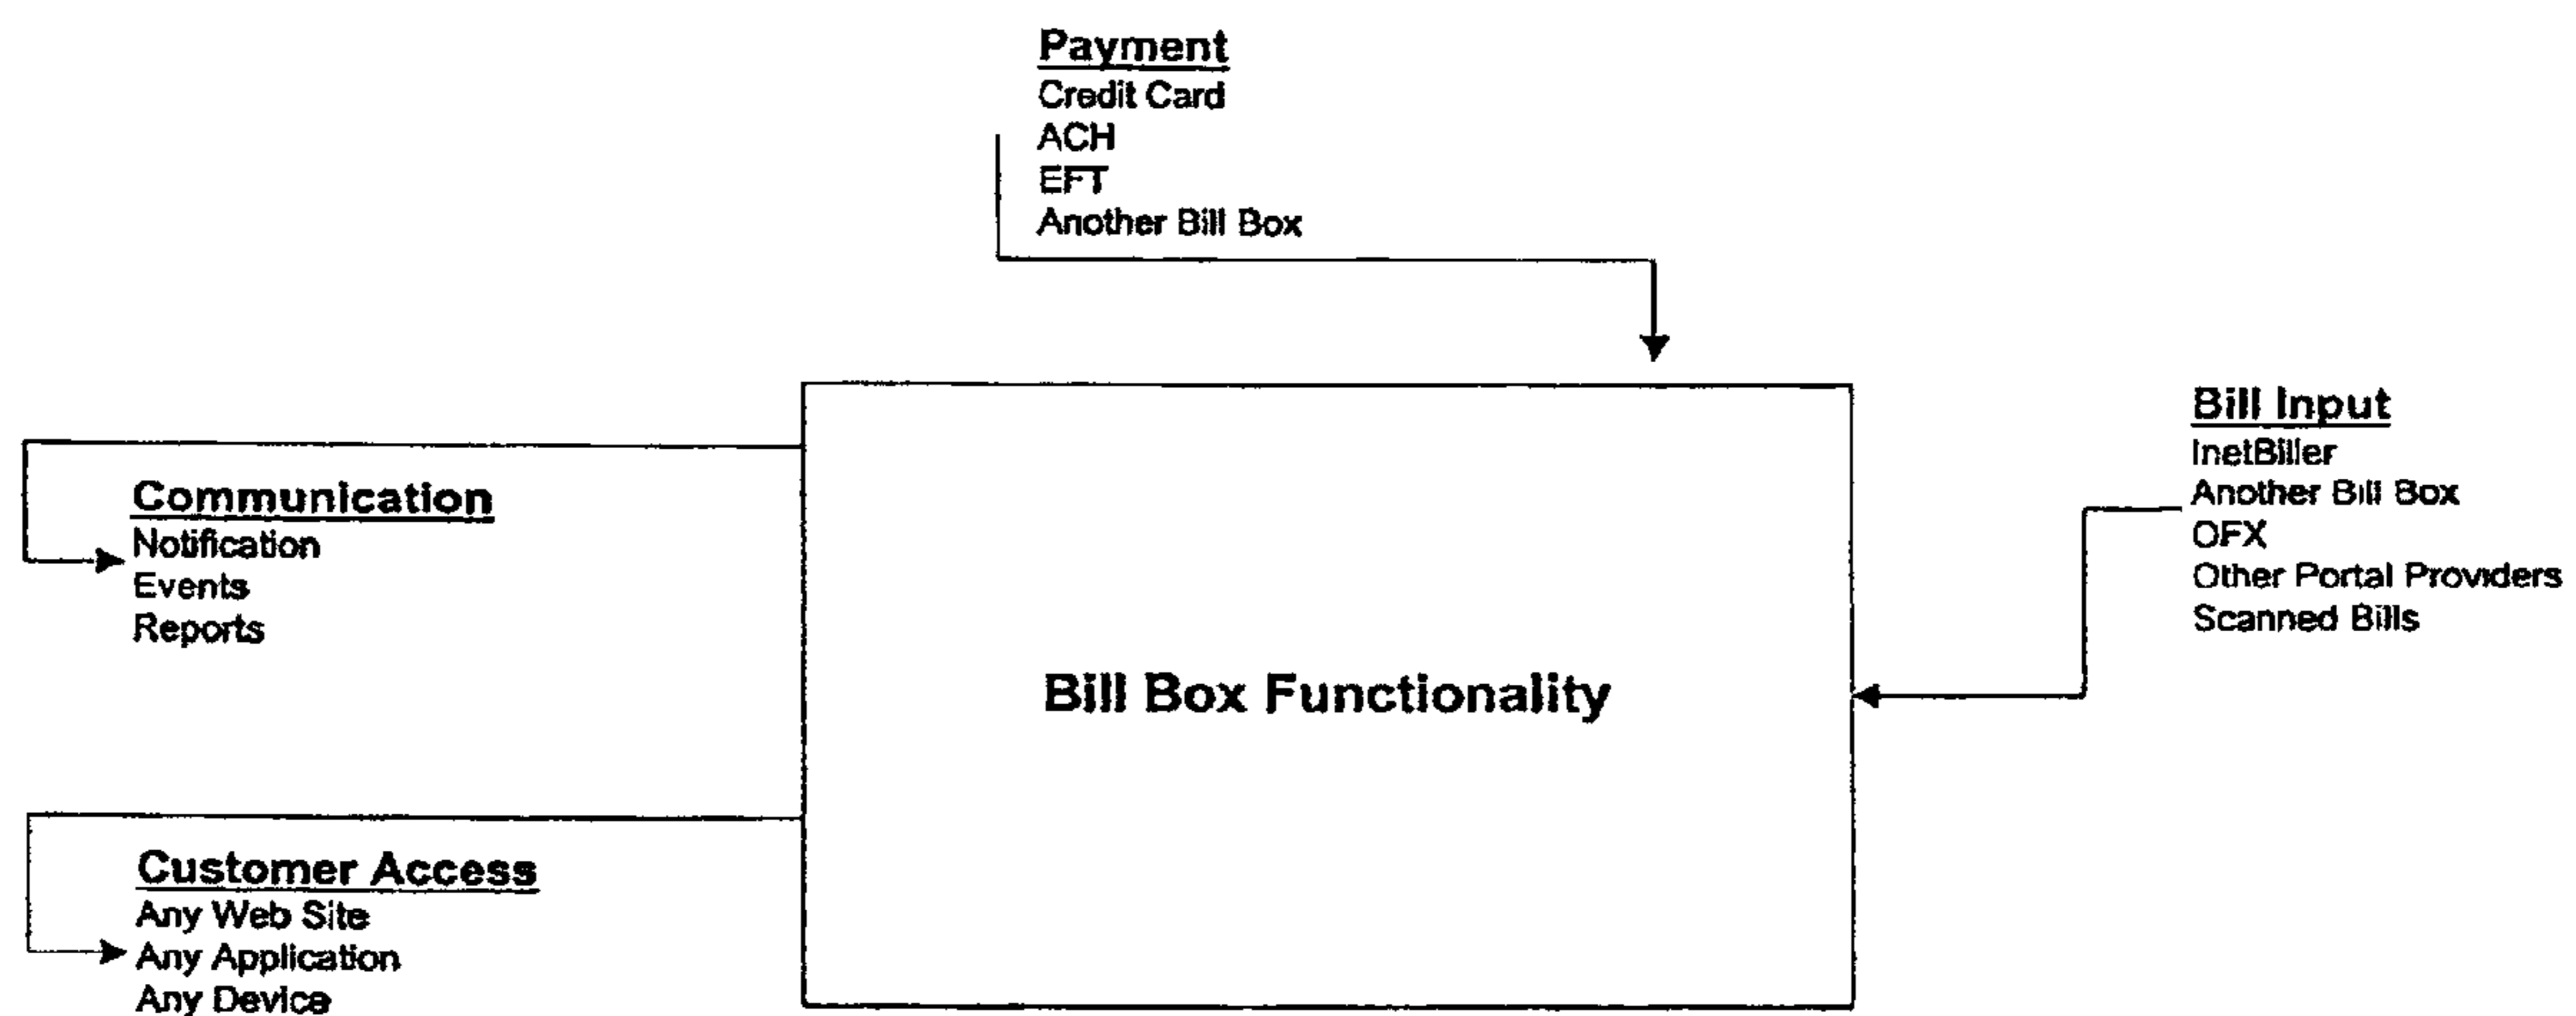 Payment
Credit Card
ACH
EFT
Another Bill Box
Bill Input
InetBiller
Another Bill Box
OFX
Other Portal Providers
Scanned Bills
Communication
Notification
Events
Reports
Bill Box Functionality
Customer Access
Any Web Site
Any Application
Any Device